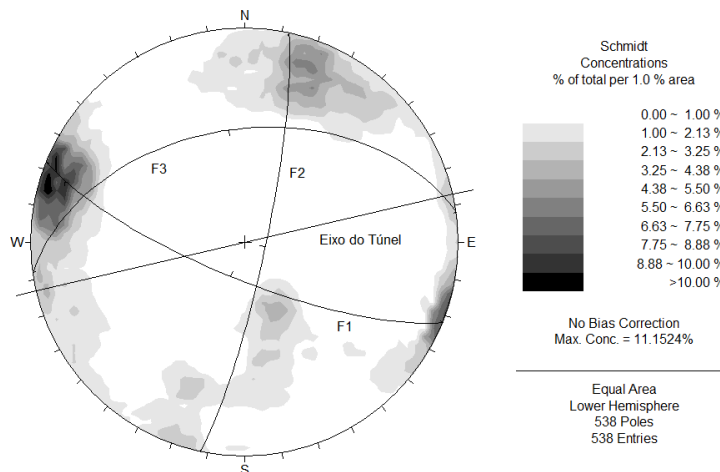 N
F3
F2
W
Eixo do Túnel
E
F1
S
Schmidt
Concentrations
% of total per 1.0 % area
0.00 ~ 1.00 %
1.00 ~ 2.13 %
2.13 ~ 3.25 %
3.25 ~ 4.38 %
4.38 ~ 5.50 %
5.50 ~ 6.63 %
6.63 ~ 7.75 %
7.75 ~ 8.88 %
8.88 ~ 10.00 %
>10.00 %
No Bias Correction
Max. Conc. = 11.1524%
Equal Area
Lower Hemisphere
538 Poles
538 Entries